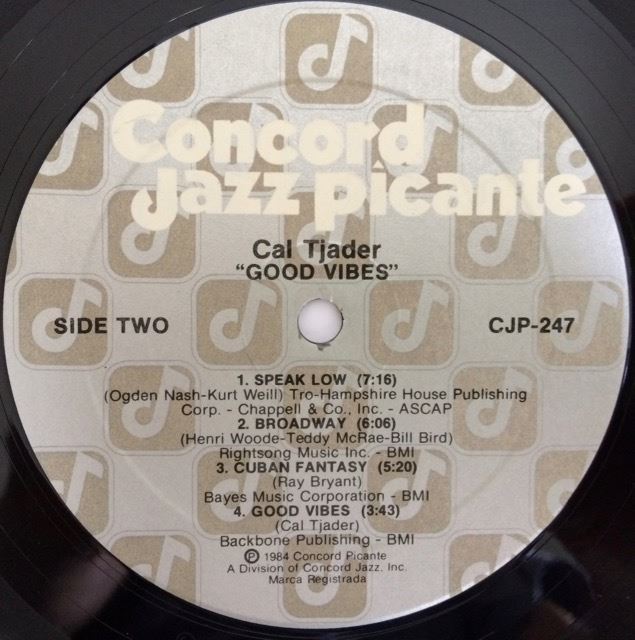 Concord
Jazz Picante
Cal Tjader
"GOOD VIBES"
SIDE TWO
CJP-247
1. SPEAK LOW (7:16)
(Ogden Nash-Kurt Weill) Tro-Hampshire House Publishing
Corp. - Chappell & Co., Inc. - ASCAP
2. BROADWAY (6:06)
(Henri Woode-Teddy McRae-Bill Bird)
Rightsong Music Inc. - BMI
3. CUBAN FANTASY (5:20)
(Ray Bryant)
Bayes Music Corporation - BMI
4. GOOD VIBES (3:43)
(Cal Tjader)
Backbone Publishing - BMI
℗ 1984 Concord Picante
A Division of Concord Jazz, Inc.
Marca Registrada